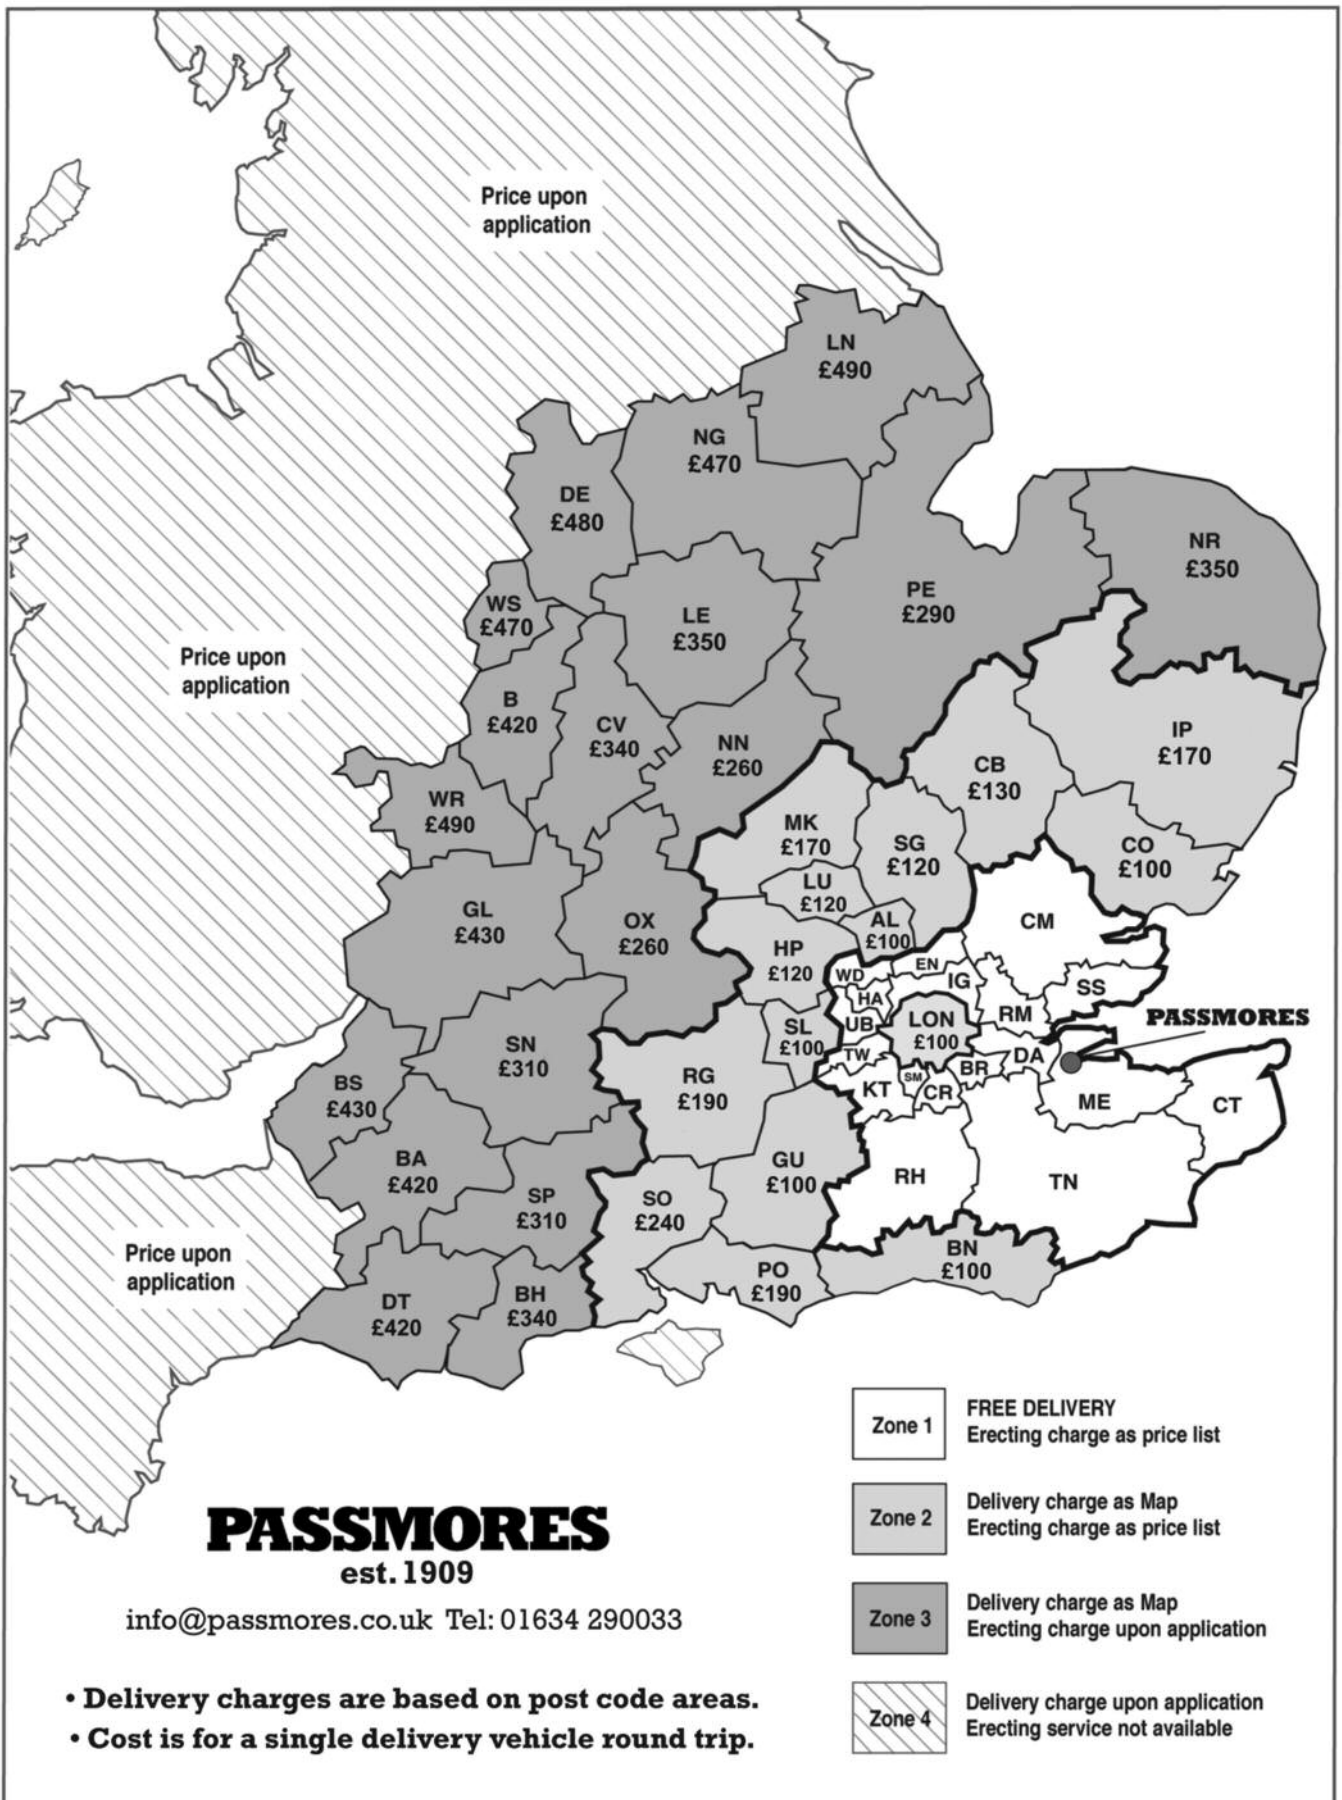 Price upon
application
LN
£490
NG
£470
DE
£480
NR
£350
PE
£290
WS
£470
LE
£350
Price upon
application
B
£420
CV
£340
NN
£260
IP
£170
CB
£130
WR
£490
MK
£170
SG
£120
CO
£100
LU
£120
GL
£430
OX
£260
AL
£100
CM
HP
£120
WD
EN
IG
SS
HA
RM
PASSMORES
UB
LON
£100
SL
£100
SN
£310
TW
DA
BR
BS
£430
RG
£190
KT
SM
CR
ME
CT
BA
£420
GU
£100
RH
TN
SP
£310
SO
£240
Price upon
application
BN
£100
PO
£190
DT
£420
BH
£340
Zone 1
FREE DELIVERY
Erecting charge as price list
Zone 2
Delivery charge as Map
Erecting charge as price list
Zone 3
Delivery charge as Map
Erecting charge upon application
Zone 4
Delivery charge upon application
Erecting service not available
PASSMORES
est. 1909
info@passmores.co.uk Tel: 01634 290033
• Delivery charges are based on post code areas.
• Cost is for a single delivery vehicle round trip.